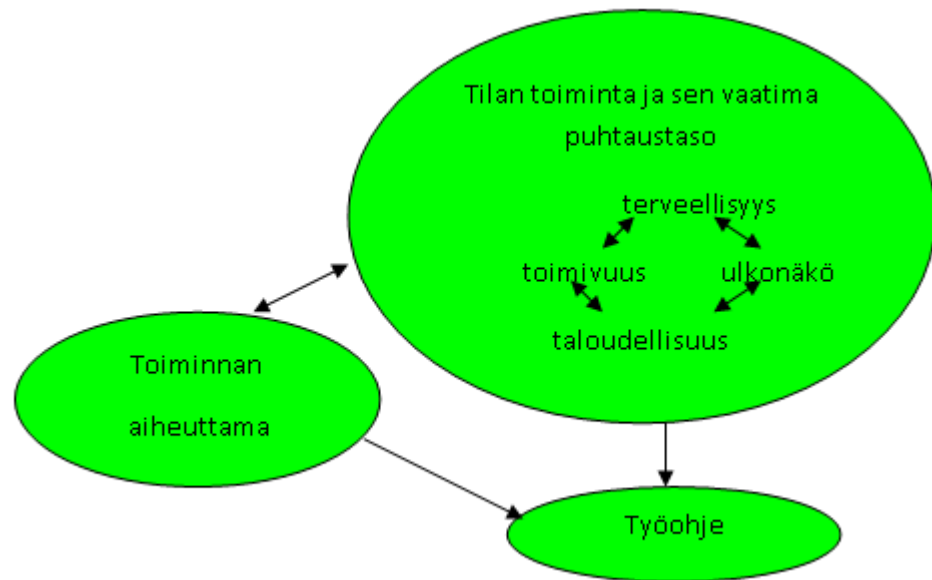 Tilan toiminta ja sen vaatima
puhtaustaso
terveellisyys
toimivuus ulkonäkö
taloudellisuus
Toiminnan
aiheuttama
Työohje